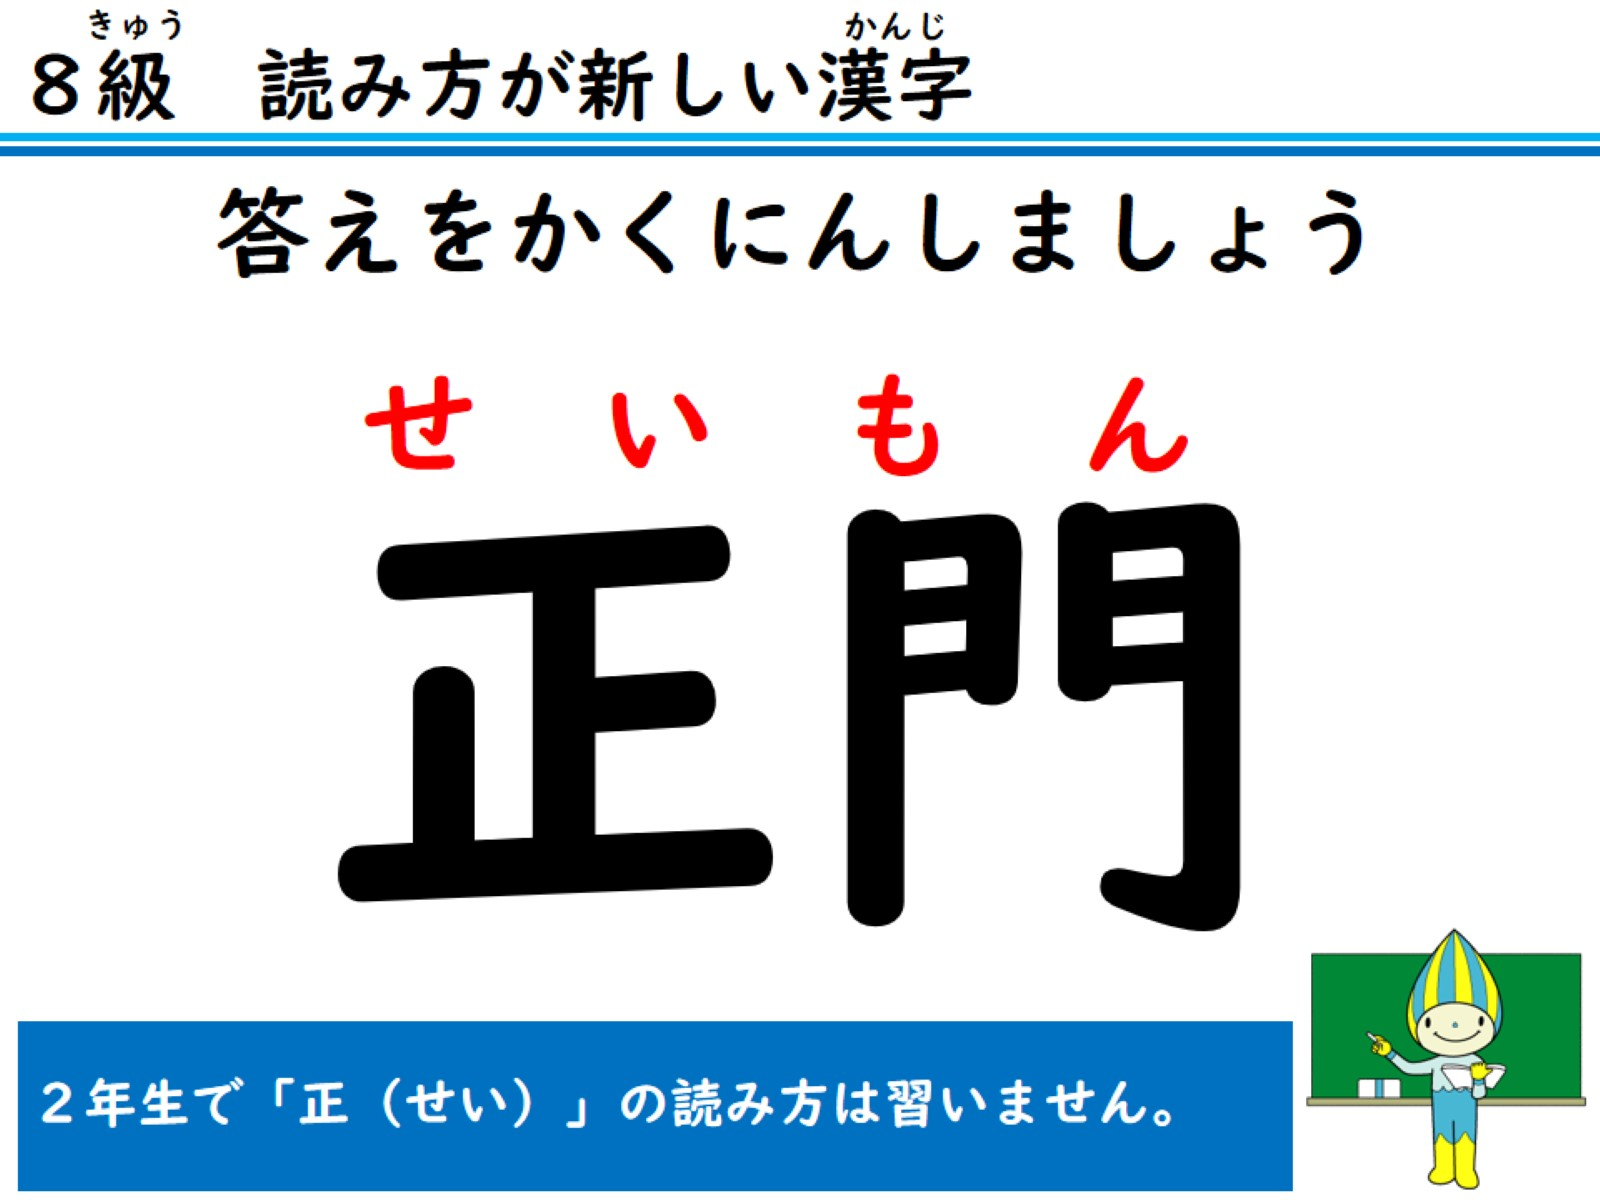 きゅう かんじ
８級　読み方が新しい漢字
答えをかくにんしましょう
せいもん
正門
２年生で「正（せい）」の読み方は習いません。